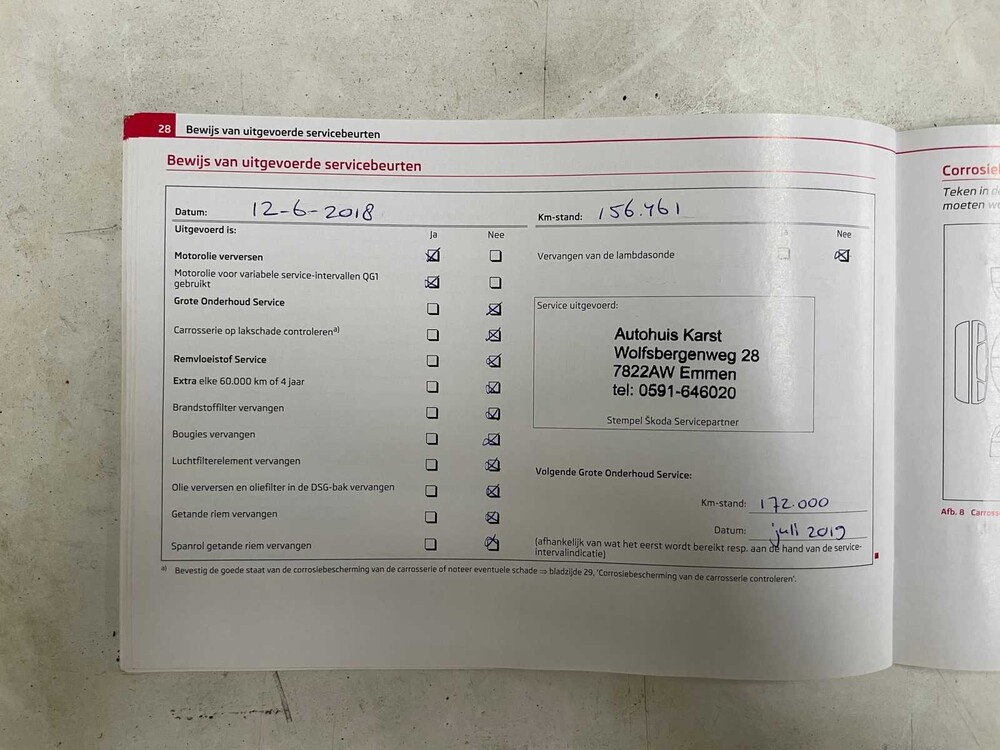 28 Bewijs van uitgevoerde servicebeurten
Bewijs van uitgevoerde servicebeurten
Datum: 12-6-2018
Uitgevoerd is:
Ja Nee
Motorolie verversen
Motorolie voor variabele service-intervallen QG1
gebruikt
Grote Onderhoud Service
Carrosserie op lakschade controleren a)
Remvloeistof Service
Extra elke 60.000 km of 4 jaar
Brandstoffilter vervangen
Bougies vervangen
Luchtfilterelement vervangen
Olie verversen en oliefilter in de DSG-bak vervangen
Getande riem vervangen
Spanrol getande riem vervangen
Km-stand: 156.461
Nee
Vervangen van de lambdasonde
Service uitgevoerd:
Autohuis Karst
Wolfsbergenweg 28
7822AW Emmen
tel: 0591-646020
Stempel Škoda Servicepartner
Volgende Grote Onderhoud Service:
Km-stand: 172.000
Datum: juli 2019
(afhankelijk van wat het eerst wordt bereikt resp. aan de hand van de service-
intervalindicatie)
a) Bevestig de goede staat van de corrosiebescherming van de carrosserie of noteer eventuele schade ⇒ bladzijde 29, 'Corrosiebescherming van de carrosserie controleren'.
Teken in
moeten
Afb. 8